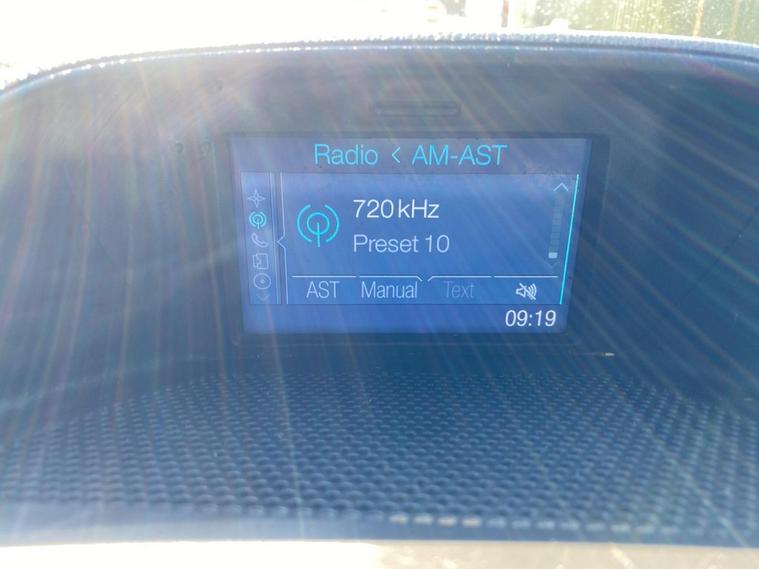 Radio < AM-AST
720 kHz
Preset 10
AST Manual Text
09:19